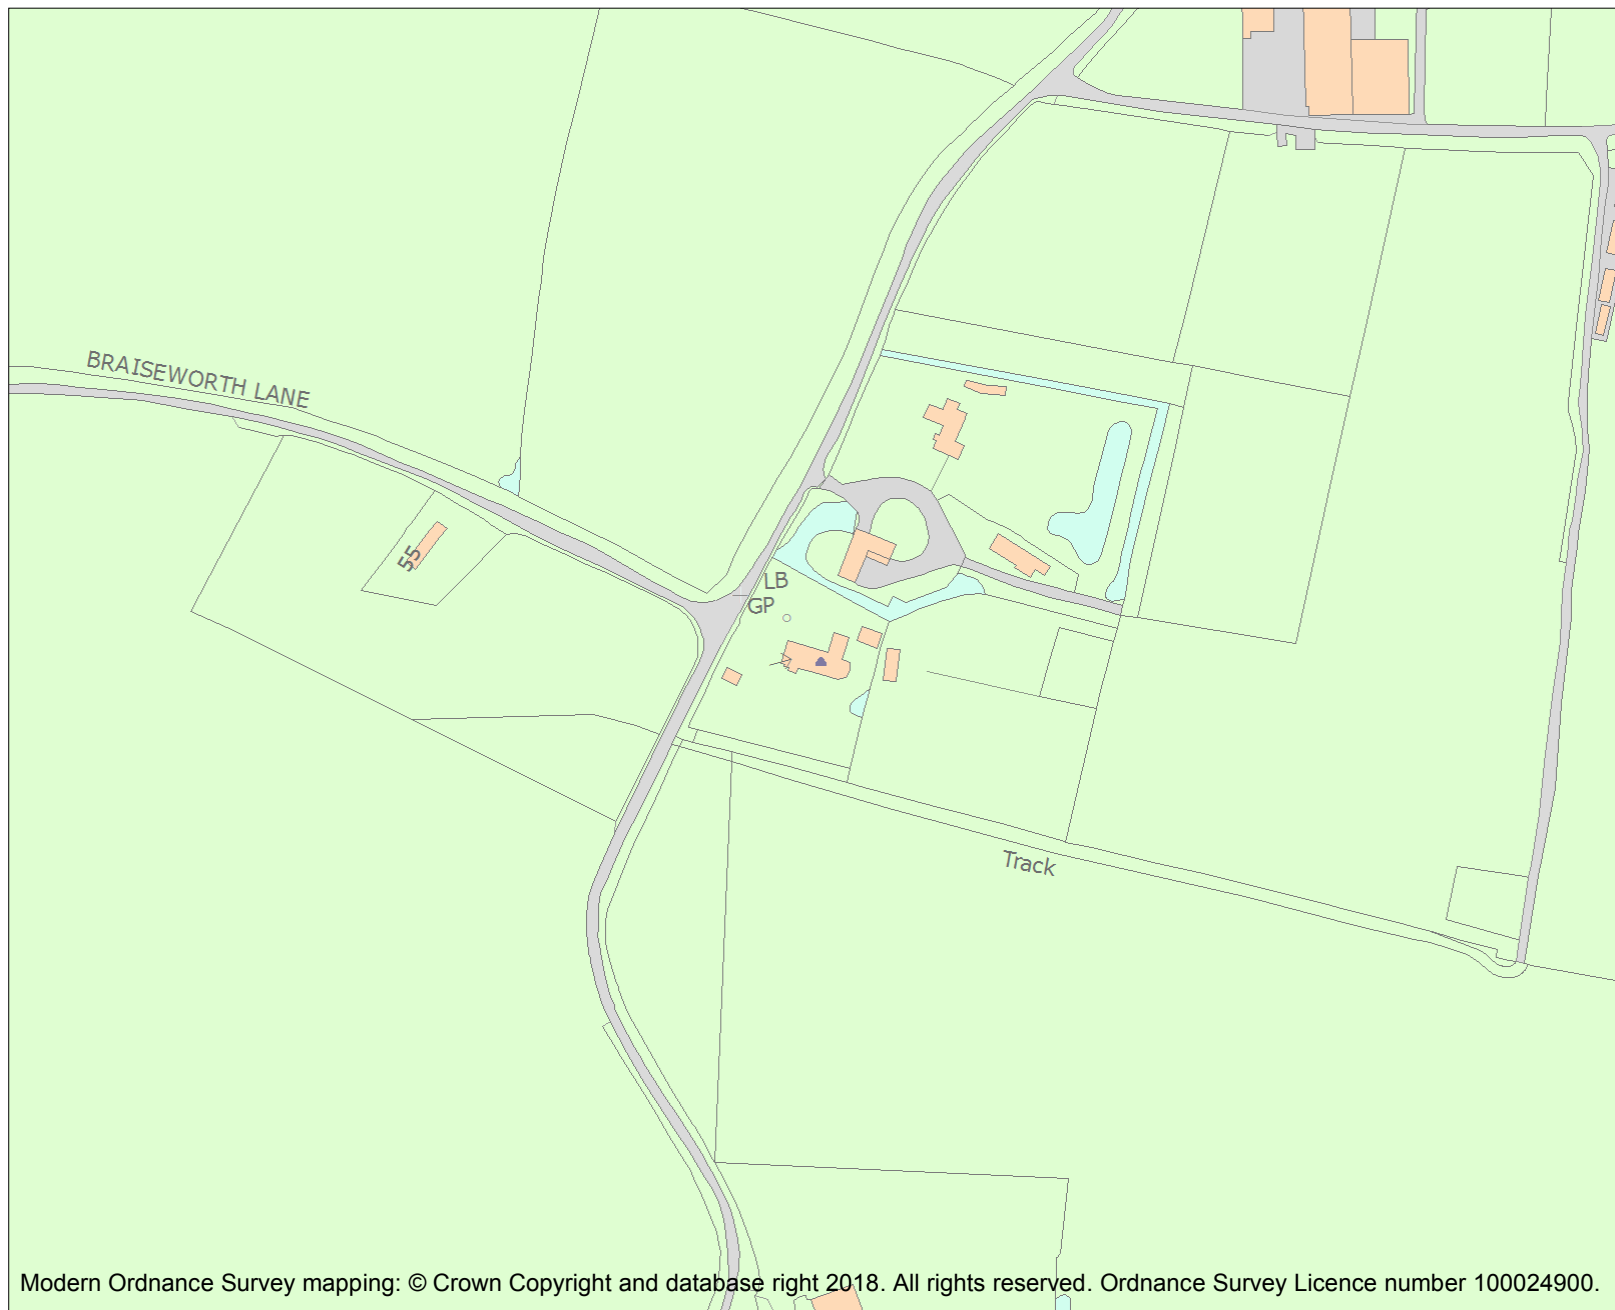 BRAISEWORTH LANE
55
LB
GP
Track
Modern Ordnance Survey mapping: © Crown Copyright and database right 2018. All rights reserved. Ordnance Survey Licence number 100024900.